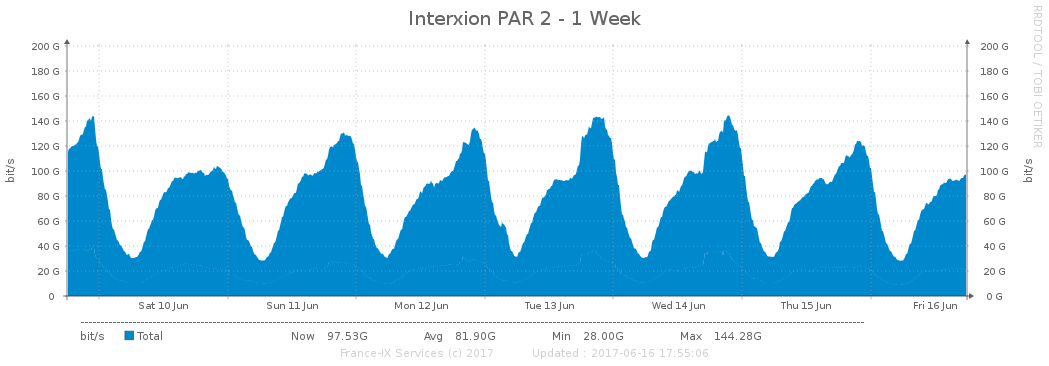 Interxion PAR 2 - 1 Week
RRDTOOL / TOBI OETIKER
bit/s
200 G 200 G
180 G 180 G
160 G 160 G
140 G 140 G
120 G 120 G
100 G 100 G
80 G 80 G
60 G 60 G
40 G 40 G
20 G 20 G
0 0 G
bit/s
Sat 10 Jun Sun 11 Jun Mon 12 Jun Tue 13 Jun Wed 14 Jun Thu 15 Jun Fri 16 Jun
bit/s Total Now 97.53G Avg 81.90G Min 28.00G Max 144.28G
France-IX Services (c) 2017 Updated : 2017-06-16 17:55:06